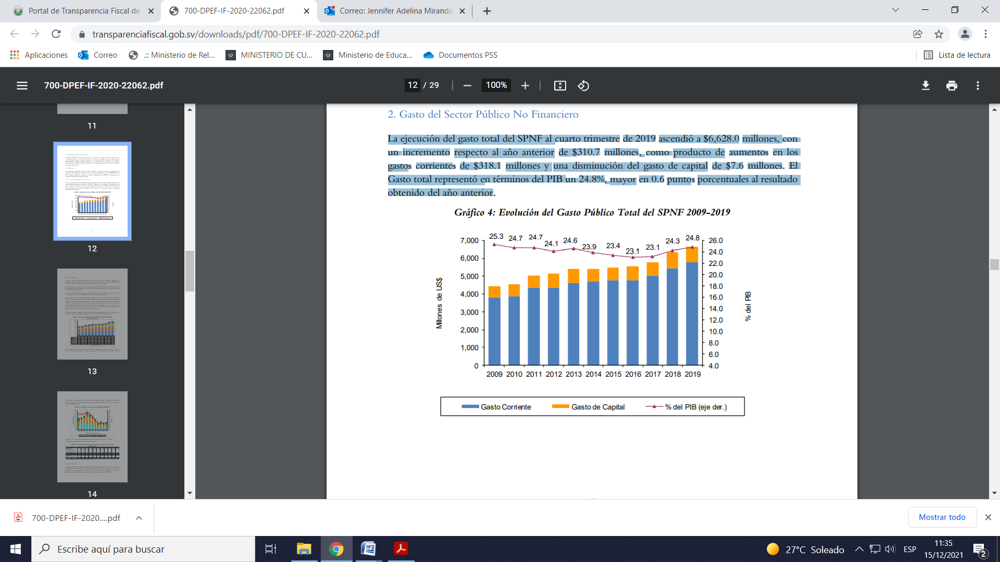 Portal de Transparencia Fiscal de
700-DPEF-IF-2020-22062.pdf
Correo: Jennifer Adelina Miranda
transparenciafiscal.gob.sv/downloads/pdf/700-DPEF-IF-2020-22062.pdf
Aplicaciones
Correo
.:: Ministerio de Rel...
MINISTERIO DE CU...
Ministerio de Educa...
Documentos PSS
Lista de lectura
700-DPEF-IF-2020-22062.pdf
12 / 29
100%
11
12
13
14
2. Gasto del Sector Público No Financiero
La ejecución del gasto total del SPNF al cuarto trimestre de 2019 ascendió a $6,628.0 millones, con
un incremento respecto al año anterior de $310.7 millones, como producto de aumentos en los
gastos corrientes de $318.1 millones y una disminución del gasto de capital de $7.6 millones. El
Gasto total representó en términos del PIB un 24.8%, mayor en 0.6 puntos porcentuales al resultado
obtenido del año anterior.
Gráfico 4: Evolución del Gasto Público Total del SPNF 2009-2019
25.3 24.7 24.7 24.1 24.6 23.9 23.4 23.1 23.1 24.3 24.8
Millones de US$
7,000
6,000
5,000
4,000
3,000
2,000
1,000
0
26.0
24.0
22.0
20.0
18.0
16.0
14.0
12.0
10.0
8.0
6.0
4.0
% del PIB
2009 2010 2011 2012 2013 2014 2015 2016 2017 2018 2019
Gasto Corriente
Gasto de Capital
% del PIB (eje der.)
700-DPEF-IF-2020....pdf
Mostrar todo
Escribe aquí para buscar
27°C Soleado
ESP
11:35
15/12/2021
2